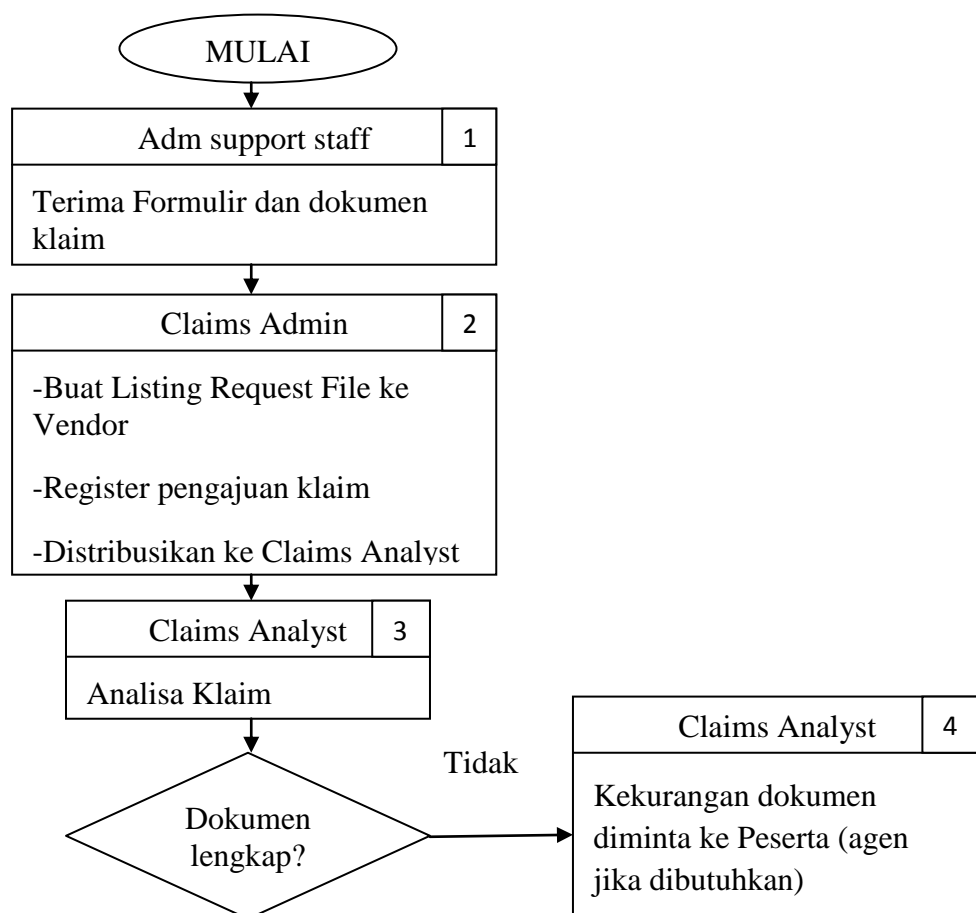 MULAI
Adm support staff
1
Terima Formulir dan dokumen
klaim
Claims Admin
2
-Buat Listing Request File ke
Vendor
-Register pengajuan klaim
-Distribusikan ke Claims Analyst
Claims Analyst
3
Analisa Klaim
Dokumen
lengkap?
Tidak
Claims Analyst
4
Kekurangan dokumen
diminta ke Peserta (agen
jika dibutuhkan)